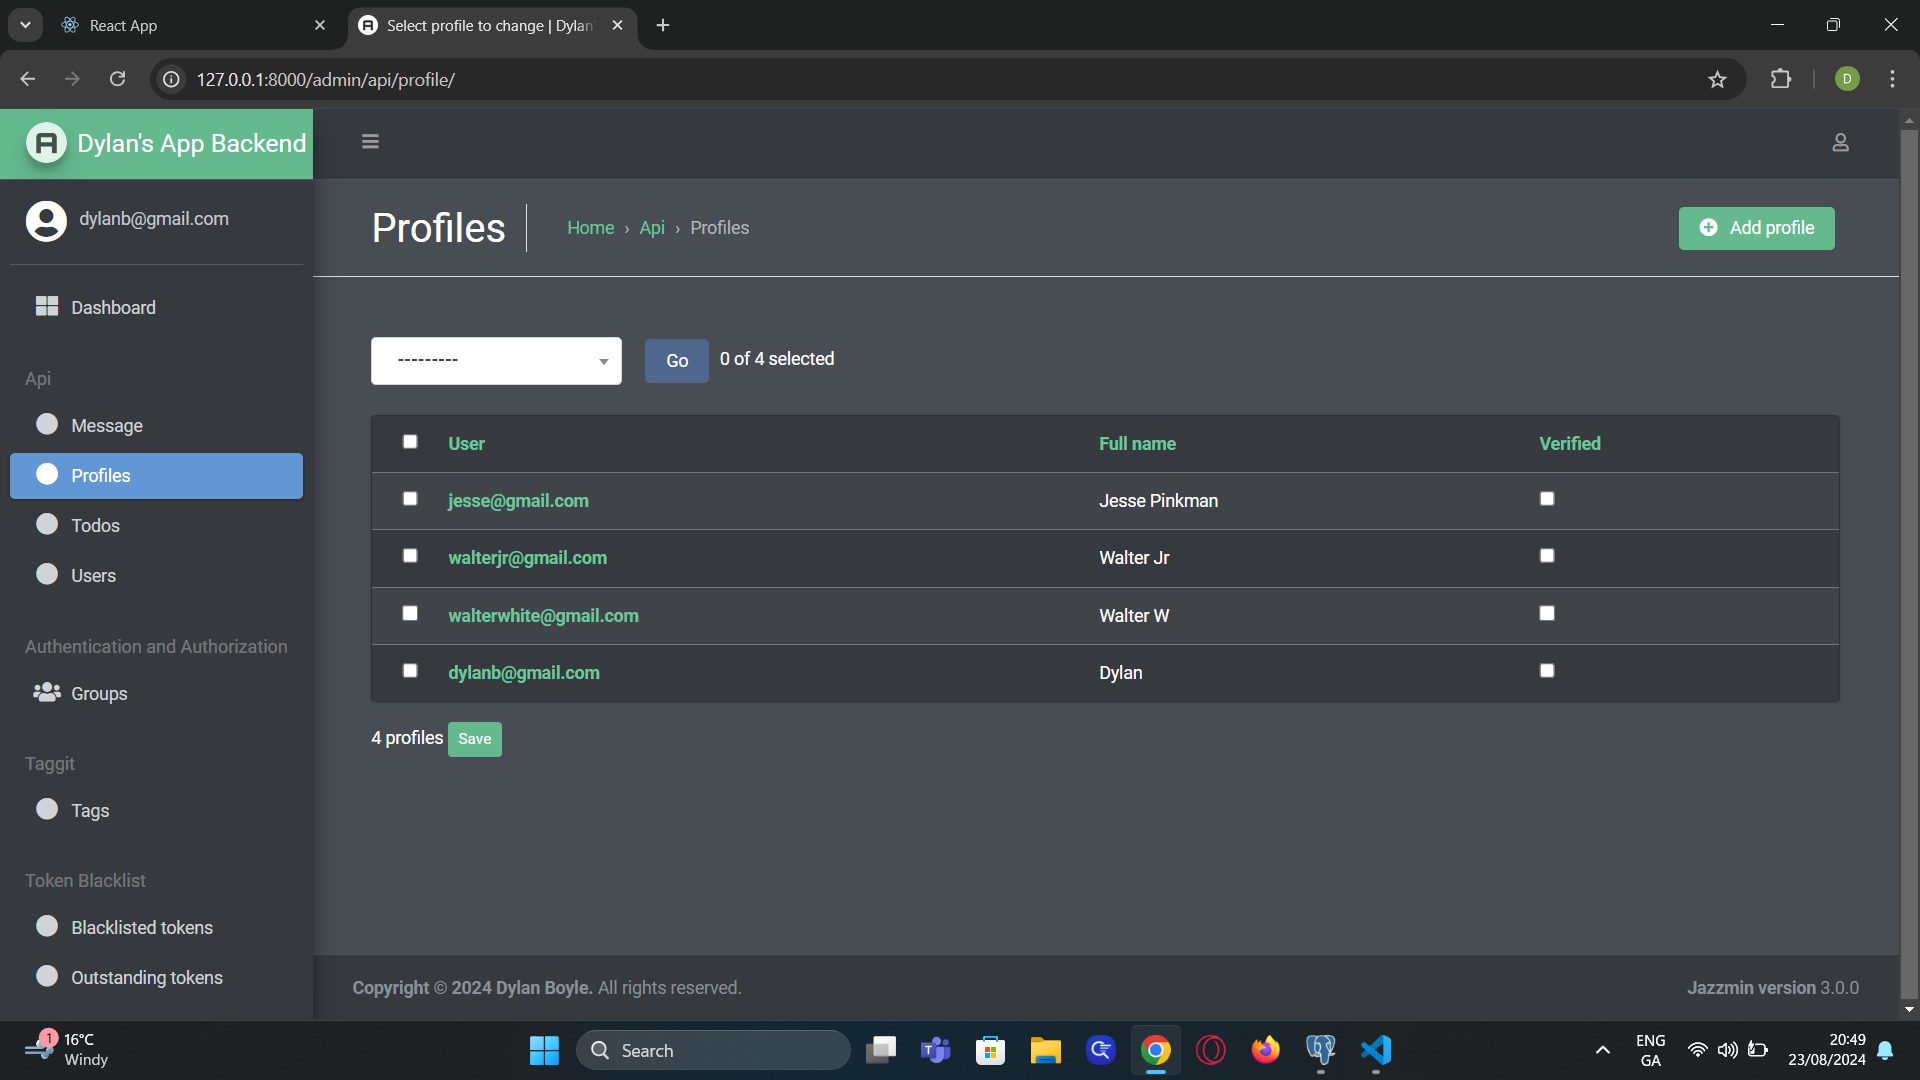 React App
Select profile to change | Dylan'
127.0.0.1:8000/admin/api/profile/
D
Dylan's App Backend
dylanb@gmail.com
Profiles
Home › Api › Profiles
Add profile
Dashboard
---------
Go
0 of 4 selected
Api
Message
Profiles
Todos
Users
User Full name Verified
jesse@gmail.com Jesse Pinkman
walterjr@gmail.com Walter Jr
walterwhite@gmail.com Walter W
dylanb@gmail.com Dylan
4 profiles Save
Authentication and Authorization
Groups
Taggit
Tags
Token Blacklist
Blacklisted tokens
Outstanding tokens
Copyright © 2024 Dylan Boyle. All rights reserved.
Jazzmin version 3.0.0
1
16°C
Windy
Search
ENG
GA
20:49
23/08/2024